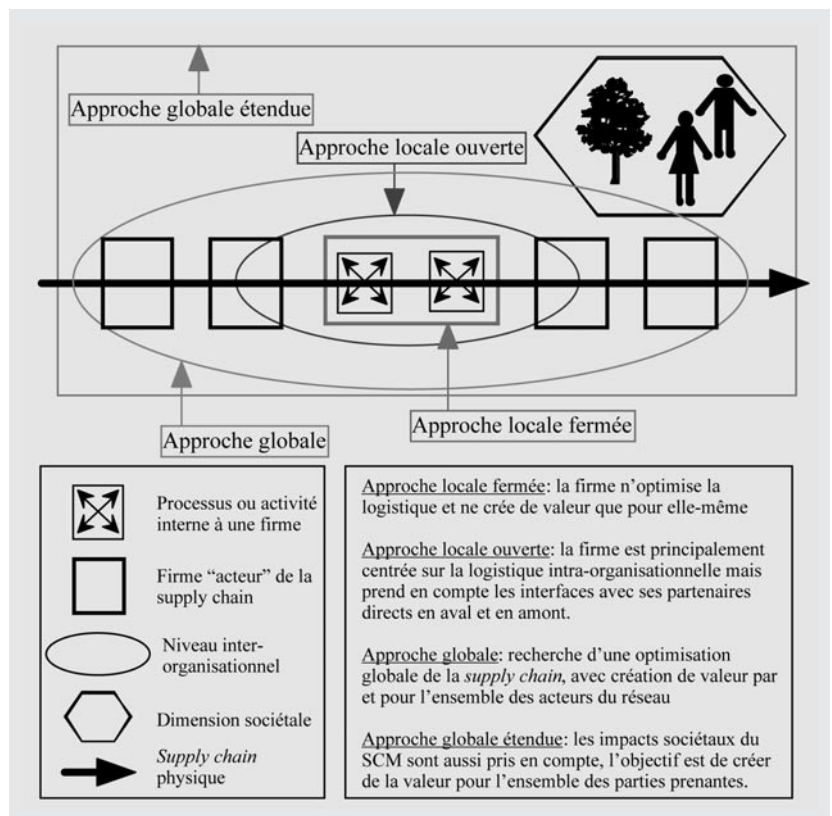 Approche globale étendue
Approche locale ouverte
Approche globale
Approche locale fermée
Processus ou activité
interne à une firme
Firme “acteur” de la
supply chain
Niveau inter-
organisationnel
Dimension sociétale
Supply chain
physique
Approche locale fermée: la firme n’optimise la
logistique et ne crée de valeur que pour elle-même
Approche locale ouverte: la firme est principalement
centrée sur la logistique intra-organisationnelle mais
prend en compte les interfaces avec ses partenaires
directs en aval et en amont.
Approche globale: recherche d’une optimisation
globale de la supply chain, avec création de valeur par
et pour l’ensemble des acteurs du réseau
Approche globale étendue: les impacts sociétaux du
SCM sont aussi pris en compte, l’objectif est de créer
de la valeur pour l’ensemble des parties prenantes.